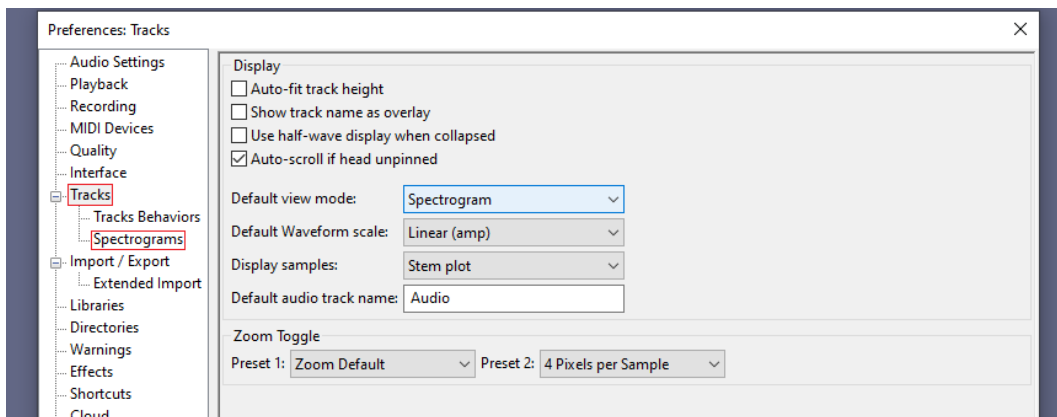 Preferences: Tracks
Audio Settings
Playback
Recording
MIDI Devices
Quality
Interface
Tracks
Tracks Behaviors
Spectrograms
Import / Export
Extended Import
Libraries
Directories
Warnings
Effects
Shortcuts
Cloud
Display
Auto-fit track height
Show track name as overlay
Use half-wave display when collapsed
Auto-scroll if head unpinned
Default view mode: Spectrogram
Default Waveform scale: Linear (amp)
Display samples: Stem plot
Default audio track name: Audio
Zoom Toggle
Preset 1: Zoom Default Preset 2: 4 Pixels per Sample